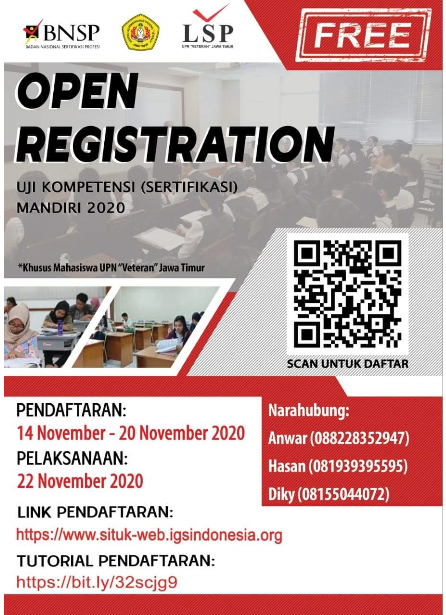 BNSP
BADAN NASIONAL SERTIFIKASI PROFESI
LSP
UPN "VETERAN" JAWA TIMUR
FREE
OPEN
REGISTRATION
UJI KOMPETENSI (SERTIFIKASI)
MANDIRI 2020
*Khusus Mahasiswa UPN "Veteran" Jawa Timur
SCAN UNTUK DAFTAR
PENDAFTARAN:
14 November - 20 November 2020
PELAKSANAAN:
22 November 2020
LINK PENDAFTARAN:
https://www.situk-web.igsindonesia.org
TUTORIAL PENDAFTARAN:
https://bit.ly/32scjg9
Narahubung:
Anwar (088228352947)
Hasan (081939395595)
Diky (08155044072)